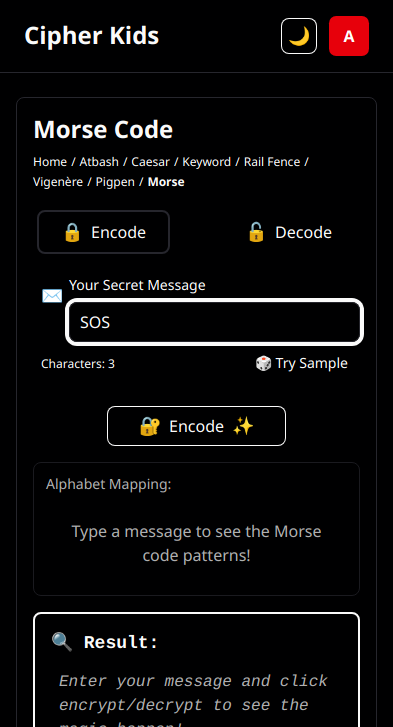 Cipher Kids
A
Morse Code
Home / Atbash / Caesar / Keyword / Rail Fence /
Vigenère / Pigpen / Morse
Encode
Decode
Your Secret Message
SOS
Characters: 3
Try Sample
Encode
Alphabet Mapping:
Type a message to see the Morse
code patterns!
Result:
Enter your message and click
encrypt/decrypt to see the
magic happen!